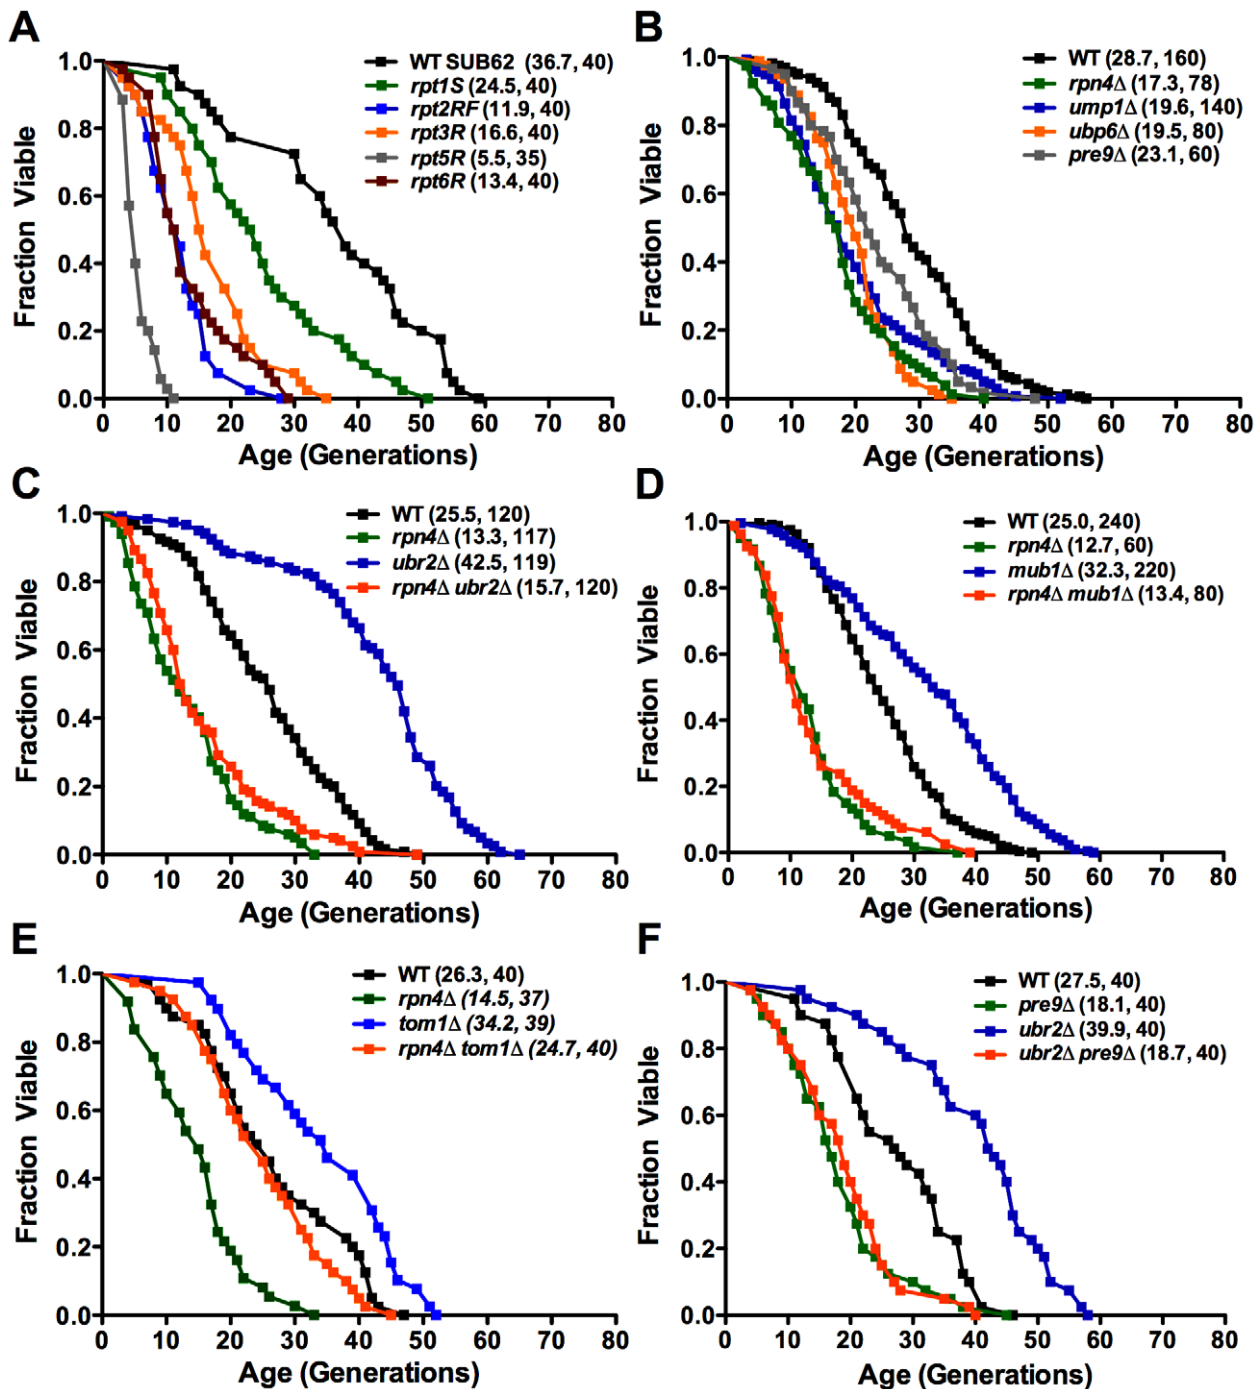 A
WT SUB62 (36.7, 40)
rpt1S (24.5, 40)
rpt2RF (11.9, 40)
rpt3R (16.6, 40)
rpt5R (5.5, 35)
rpt6R (13.4, 40)
Fraction Viable
1.0
0.8
0.6
0.4
0.2
0.0
0 10 20 30 40 50 60 70 80
Age (Generations)
B
WT (28.7, 160)
rpn4Δ (17.3, 78)
ump1Δ (19.6, 140)
ubp6Δ (19.5, 80)
pre9Δ (23.1, 60)
Fraction Viable
1.0
0.8
0.6
0.4
0.2
0.0
0 10 20 30 40 50 60 70 80
Age (Generations)
C
WT (25.5, 120)
rpn4Δ (13.3, 117)
ubr2Δ (42.5, 119)
rpn4Δ ubr2Δ (15.7, 120)
Fraction Viable
1.0
0.8
0.6
0.4
0.2
0.0
0 10 20 30 40 50 60 70 80
Age (Generations)
D
WT (25.0, 240)
rpn4Δ (12.7, 60)
mub1Δ (32.3, 220)
rpn4Δ mub1Δ (13.4, 80)
Fraction Viable
1.0
0.8
0.6
0.4
0.2
0.0
0 10 20 30 40 50 60 70 80
Age (Generations)
E
WT (26.3, 40)
rpn4Δ (14.5, 37)
tom1Δ (34.2, 39)
rpn4Δ tom1Δ (24.7, 40)
Fraction Viable
1.0
0.8
0.6
0.4
0.2
0.0
0 10 20 30 40 50 60 70 80
Age (Generations)
F
WT (27.5, 40)
pre9Δ (18.1, 40)
ubr2Δ (39.9, 40)
ubr2Δ pre9Δ (18.7, 40)
Fraction Viable
1.0
0.8
0.6
0.4
0.2
0.0
0 10 20 30 40 50 60 70 80
Age (Generations)